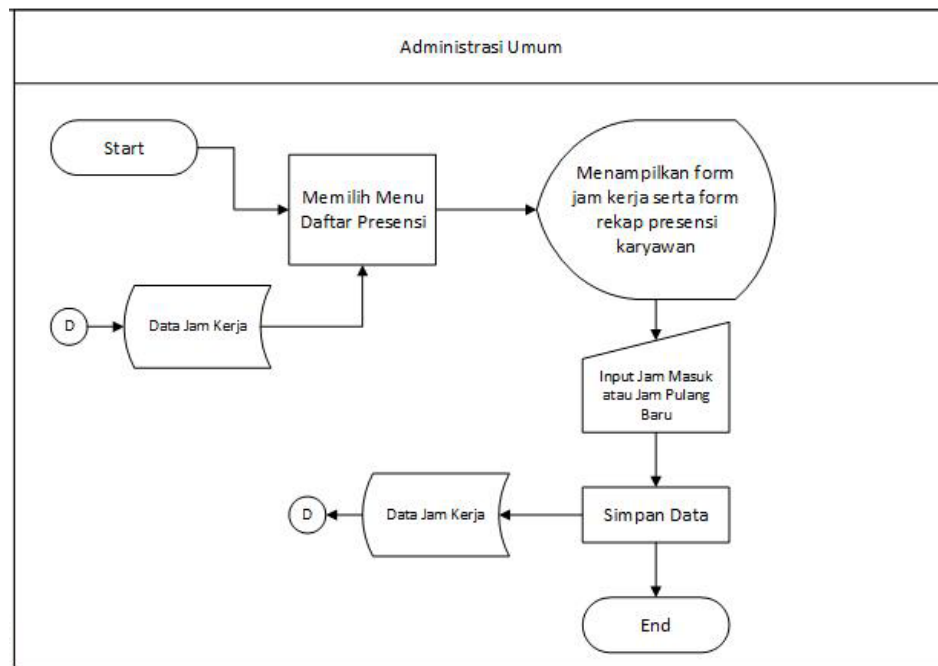 Administrasi Umum
Start
Memilih Menu
Daftar Presensi
Menampilkan form
jam kerja serta form
rekap presensi
karyawan
D
Data Jam Kerja
Input Jam Masuk
atau Jam Pulang
Baru
D
Data Jam Kerja
Simpan Data
End